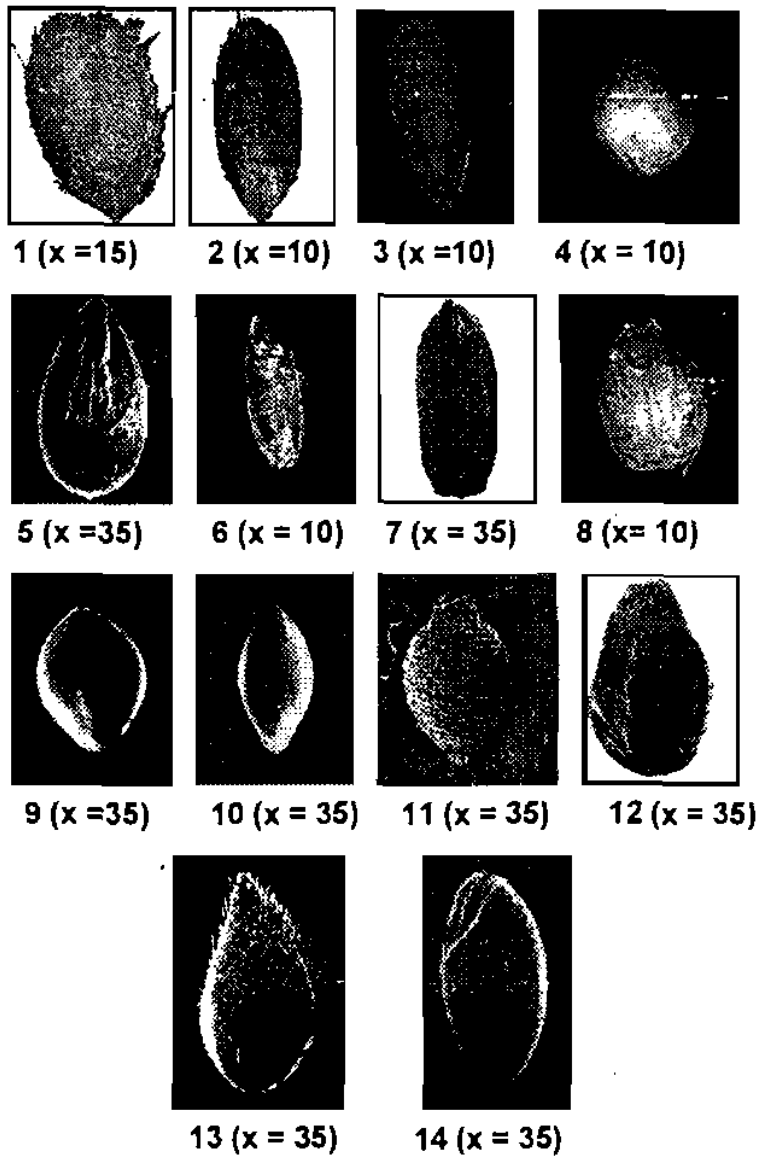 1 (x =15) 2 (x =10) 3 (x =10) 4 (x = 10)
5 (x =35) 6 (x = 10) 7 (x = 35) 8 (x= 10)
9 (x =35) 10 (x = 35) 11 (x = 35) 12 (x = 35)
13 (x = 35) 14 (x = 35)